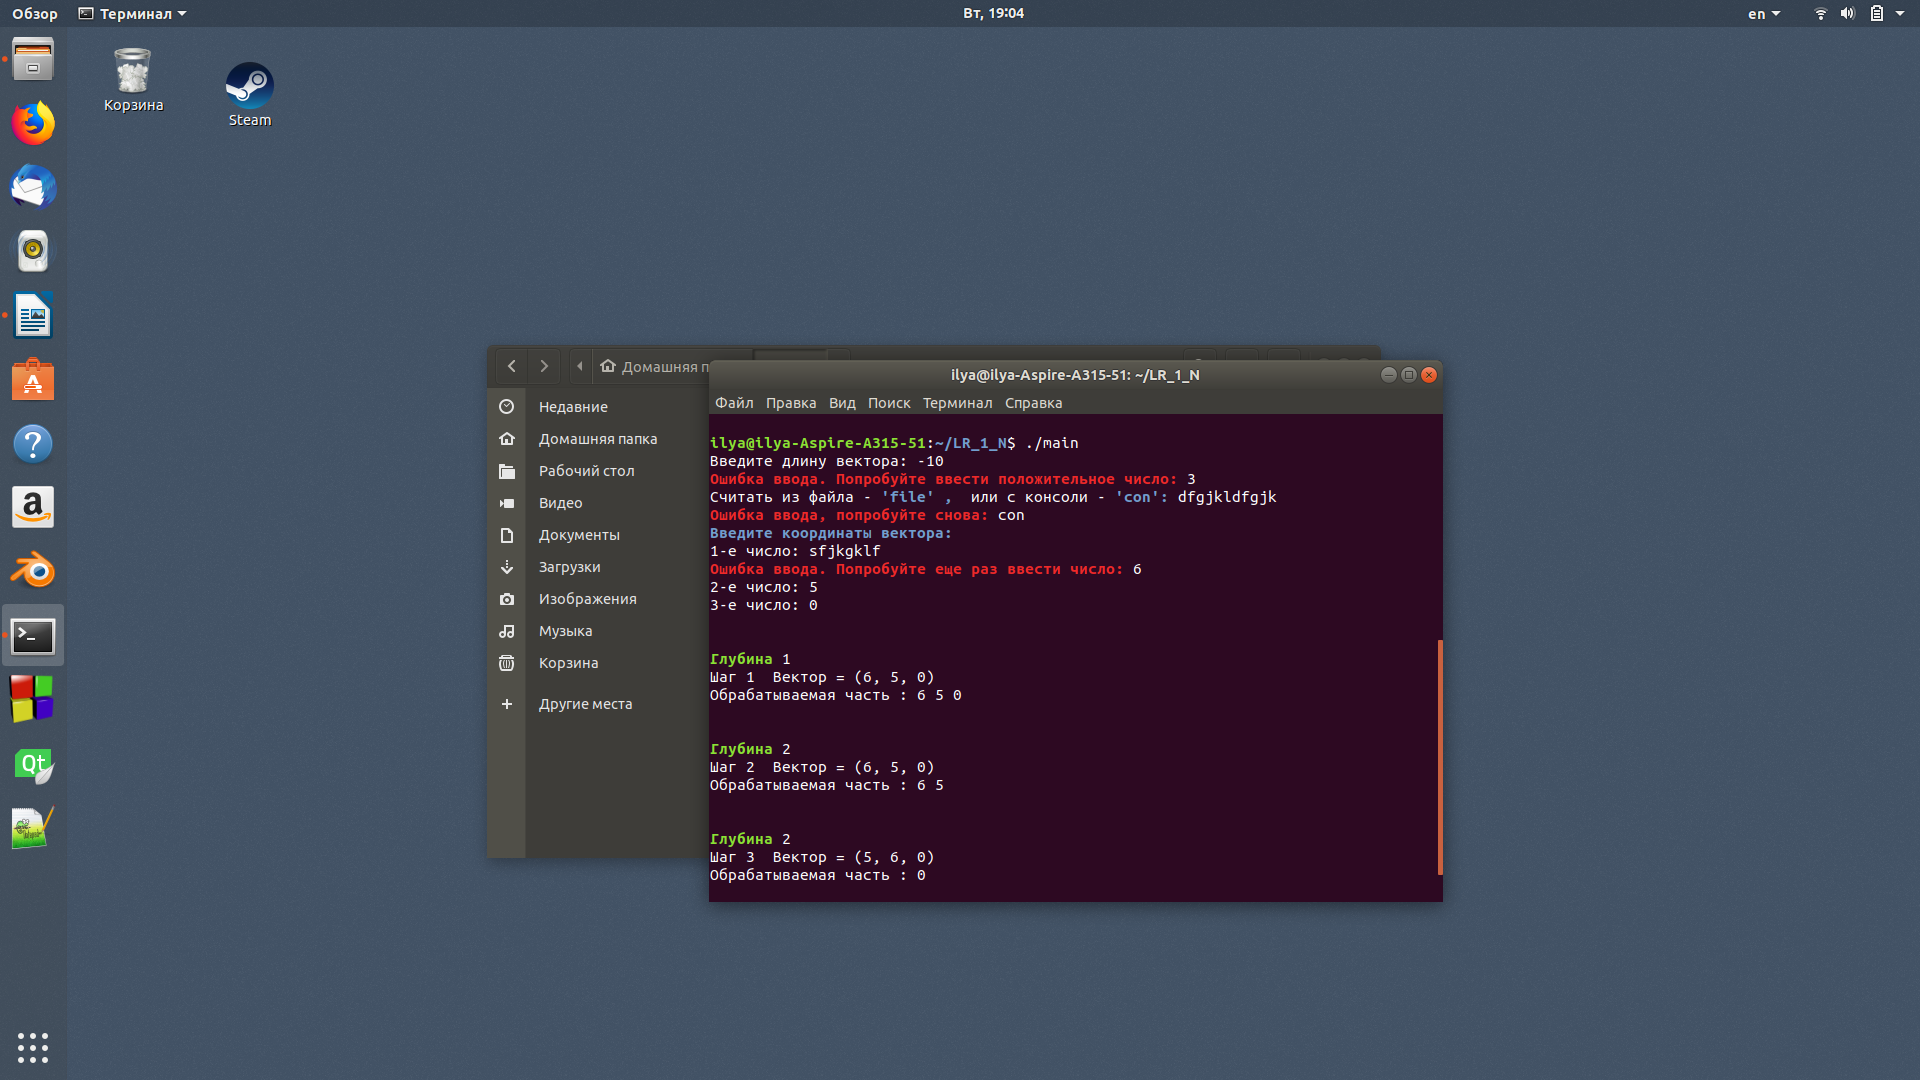 Обзор
Терминал
Вт, 19:04
en
Корзина
Steam
Домашняя п
Недавние
Домашняя папка
Рабочий стол
Видео
Документы
Загрузки
Изображения
Музыка
Корзина
Другие места
ilya@ilya-Aspire-A315-51: ~/LR_1_N
Файл Правка Вид Поиск Терминал Справка
ilya@ilya-Aspire-A315-51:~/LR_1_N$ ./main
Введите длину вектора: -10
Ошибка ввода. Попробуйте ввести положительное число: 3
Считать из файла - 'file' ,  или с консоли - 'con': dfgjkldfgjk
Ошибка ввода, попробуйте снова: con
Введите координаты вектора:
1-е число: sfjkgklf
Ошибка ввода. Попробуйте еще раз ввести число: 6
2-е число: 5
3-е число: 0
Глубина 1
Шаг 1  Вектор = (6, 5, 0)
Обрабатываемая часть : 6 5 0
Глубина 2
Шаг 2  Вектор = (6, 5, 0)
Обрабатываемая часть : 6 5
Глубина 2
Шаг 3  Вектор = (5, 6, 0)
Обрабатываемая часть : 0